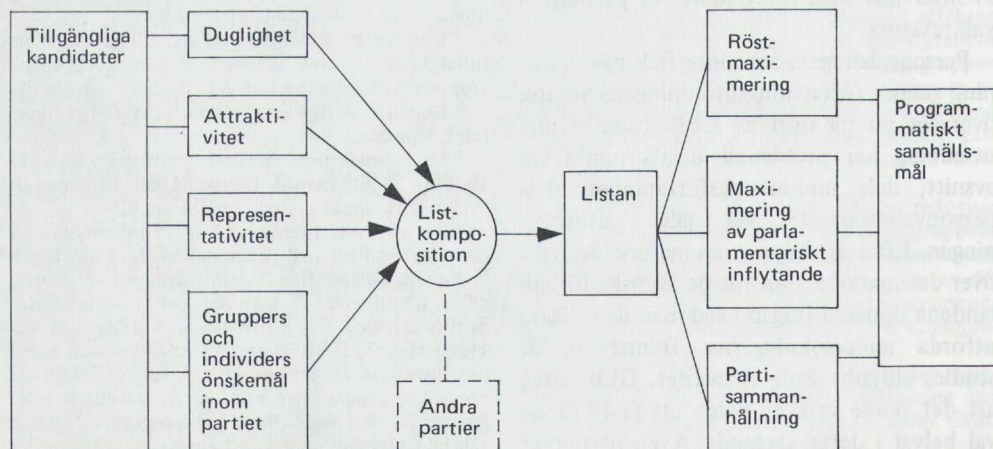 Tillgängliga
kandidater
Duglighet
Attrakti-
vitet
Represen-
tativitet
Gruppers
och
individers
önskemål
inom
partiet
List-
kompo-
sition
Andra
partier
Listan
Röst-
maxi-
mering
Maxi-
mering
av parla-
mentariskt
inflytande
Parti-
samman-
hållning
Program-
matiskt
samhälls-
mål